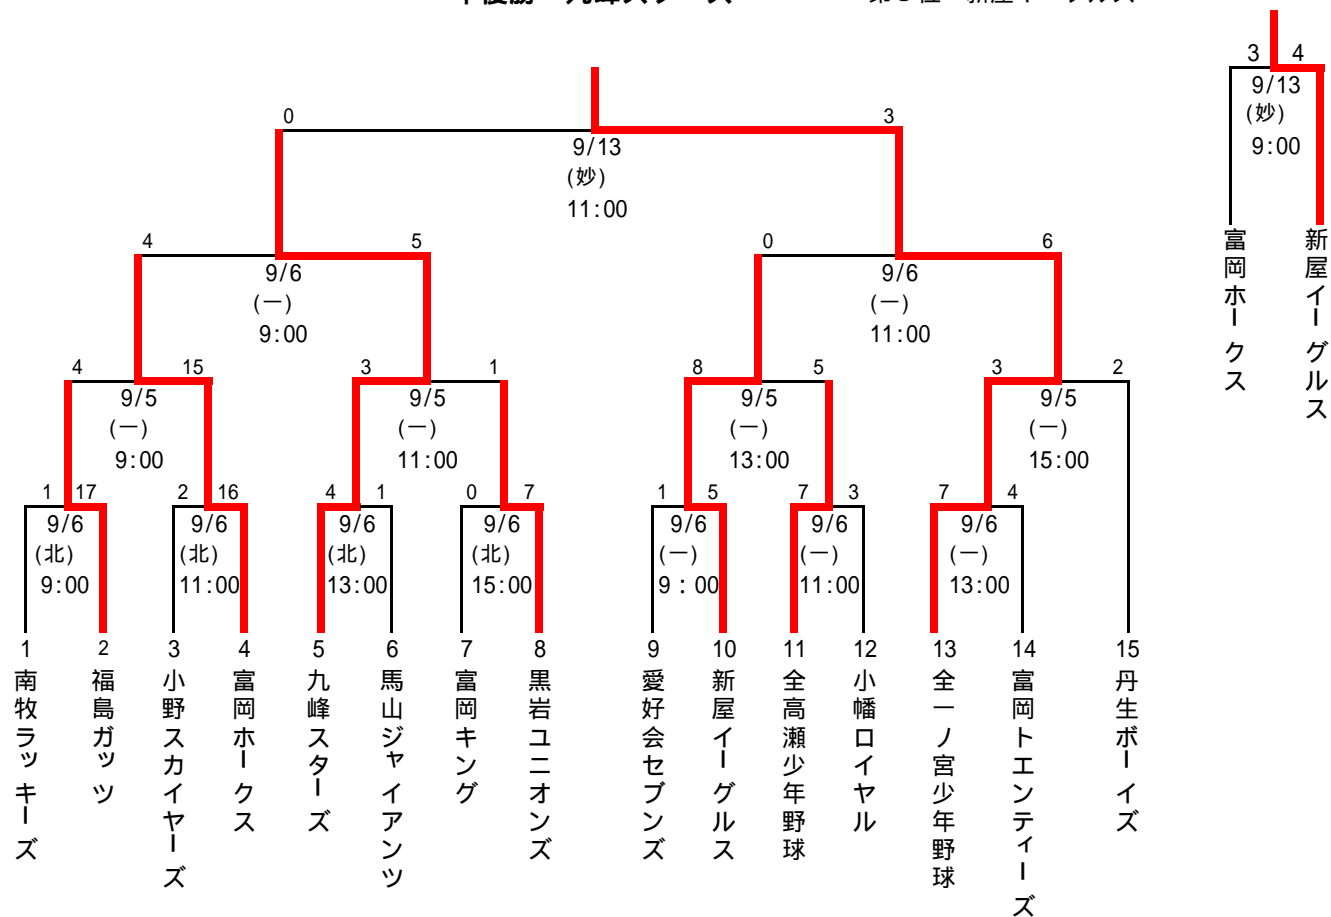 3 4
9/13
(妙)
9:00
富岡ホークス
新屋イーグルス
0 3
9/13
(妙)
11:00
4 5 0 6
9/6 9/6
(一) (一)
9:00 11:00
4 15 3 1 8 5 3 2
9/5 9/5 9/5 9/5
(一) (一) (一) (一)
9:00 11:00 13:00 15:00
1 17 2 16 4 1 0 7 1 5 7 3 7 4
9/6 9/6 9/6 9/6 9/6 9/6 9/6
(北) (北) (北) (北) (一) (一) (一)
9:00 11:00 13:00 15:00 9:00 11:00 13:00
1 2 3 4 5 6 7 8 9 10 11 12 13 14 15
南牧ラッキーズ
福島ガッツ
小野スカイヤーズ
富岡ホークス
九峰スターズ
馬山ジャイアンツ
富岡キング
黒岩ユニオンズ
愛好会セブンズ
新屋イーグルス
全高瀬少年野球
小幡ロイヤル
全一ノ宮少年野球
富岡トエンティーズ
丹生ボーイズ